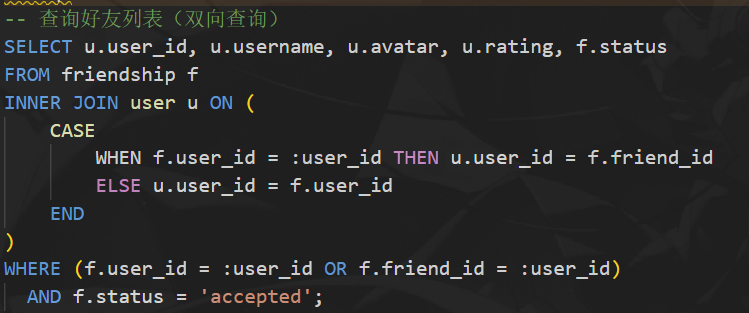 -- 查询好友列表（双向查询）
SELECT u.user_id, u.username, u.avatar, u.rating, f.status
FROM friendship f
INNER JOIN user u ON (
    CASE
        WHEN f.user_id = :user_id THEN u.user_id = f.friend_id
        ELSE u.user_id = f.user_id
    END
)
WHERE (f.user_id = :user_id OR f.friend_id = :user_id)
  AND f.status = 'accepted';